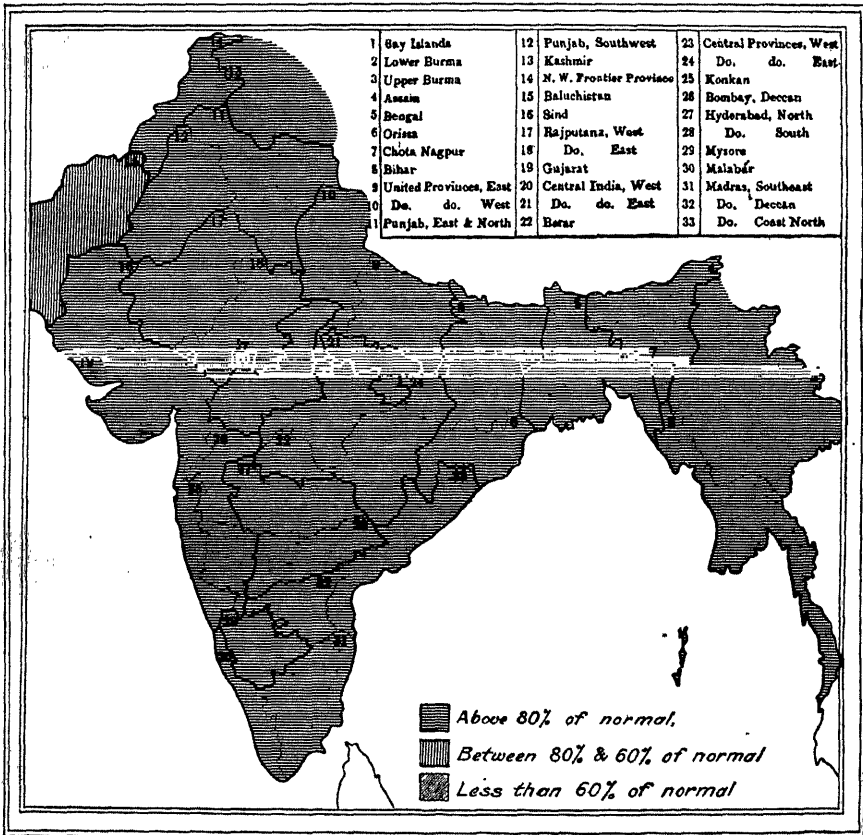 1 Bay Islands
2 Lower Burma
3 Upper Burma
4 Assam
5 Bengal
6 Orissa
7 Chota Nagpur
8 Bihar
9 United Provinces, East
10 Do. do. West
11 Punjab, East & North
12 Punjab, Southwest
13 Kashmir
14 N. W. Frontier Province
15 Baluchistan
16 Sind
17 Rajputana, West
18 Do. East
19 Gujarat
20 Central India, West
21 Do. do. East
22 Berar
23 Central Provinces, West
24 Do. do. East
25 Konkan
26 Bombay, Deccan
27 Hyderabad, North
28 Do. South
29 Mysore
30 Malabar
31 Madras, Southeast
32 Do. Deccan
33 Do. Coast North
Above 80% of normal.
Between 80% & 60% of normal
Less than 60% of normal